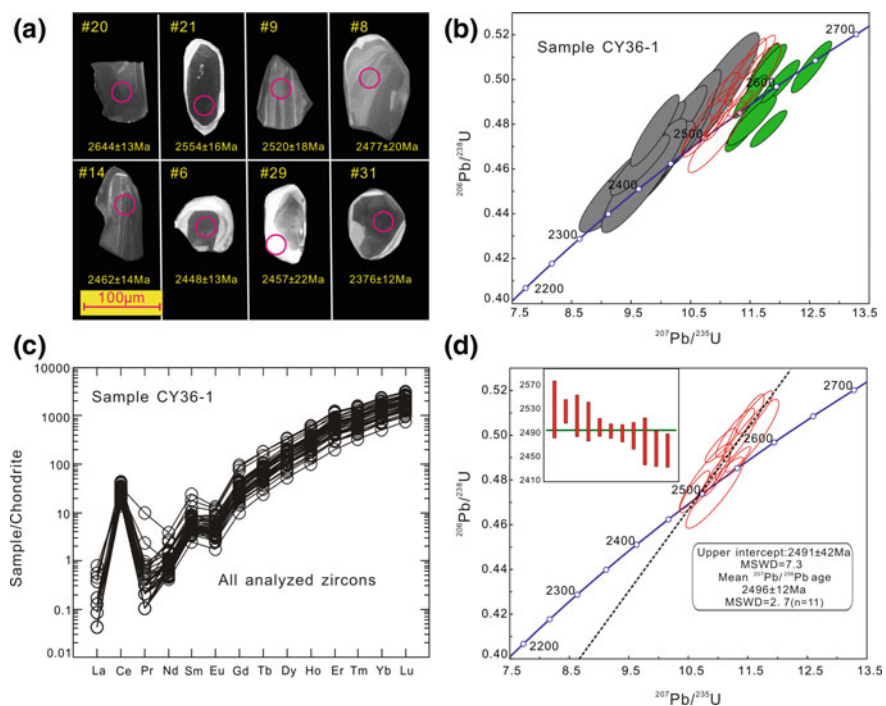 (a)
#20 #21 #9 #8
2644±13Ma 2554±16Ma 2520±18Ma 2477±20Ma
#14 #6 #29 #31
2462±14Ma 2448±13Ma 2457±22Ma 2376±12Ma
100μm
(b)
Sample CY36-1
0.52
0.50
0.48
0.46
0.44
0.42
0.40
206Pb/238U
2200
2300
2400
2500
2600
2700
7.5 8.5 9.5 10.5 11.5 12.5 13.5
207Pb/235U
(c)
Sample CY36-1
10000
1000
100
10
1
0.1
0.01
Sample/Chondrite
All analyzed zircons
La Ce Pr Nd Sm Eu Gd Tb Dy Ho Er Tm Yb Lu
(d)
0.52
0.50
0.48
0.46
0.44
0.42
0.40
206Pb/238U
2570
2530
2490
2450
2410
2200
2300
2400
2500
2600
2700
Upper intercept:2491±42Ma
MSWD=7.3
Mean 207Pb/206Pb age
2496±12Ma
MSWD=2. 7(n=11)
7.5 8.5 9.5 10.5 11.5 12.5 13.5
207Pb/235U